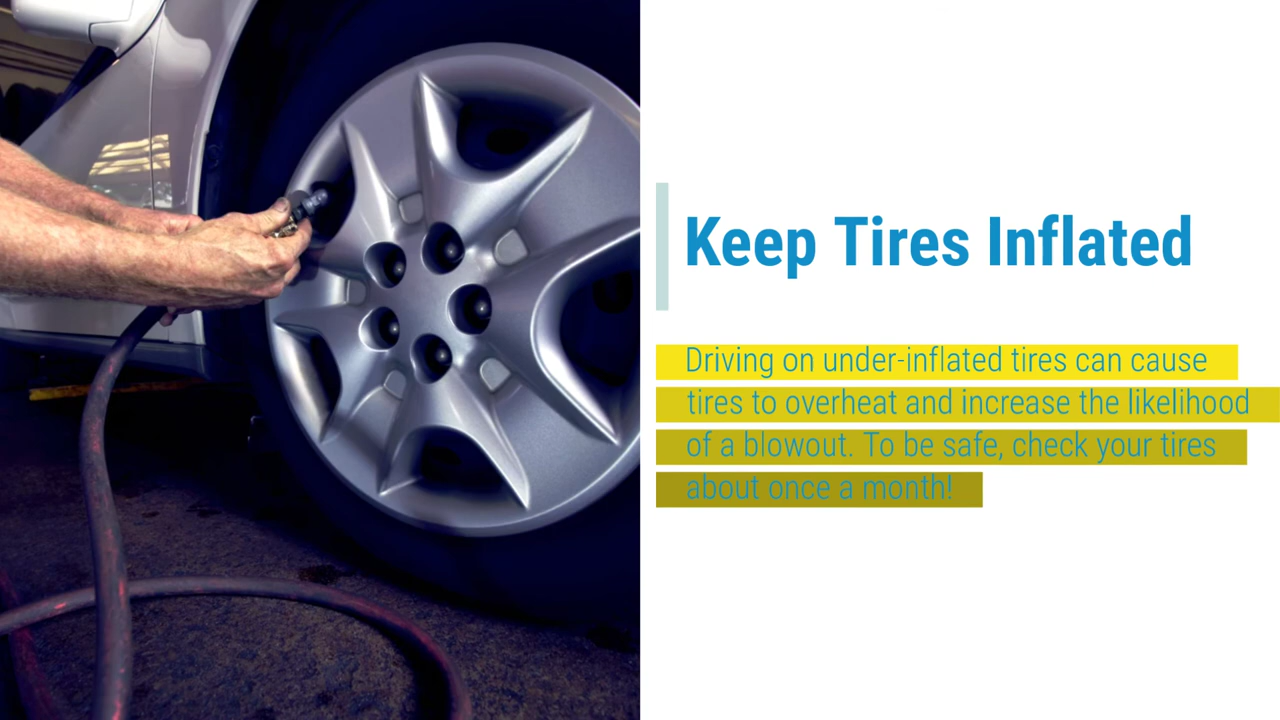 Keep Tires Inflated
Driving on under-inflated tires can cause
tires to overheat and increase the likelihood
of a blowout. To be safe, check your tires
about once a month!